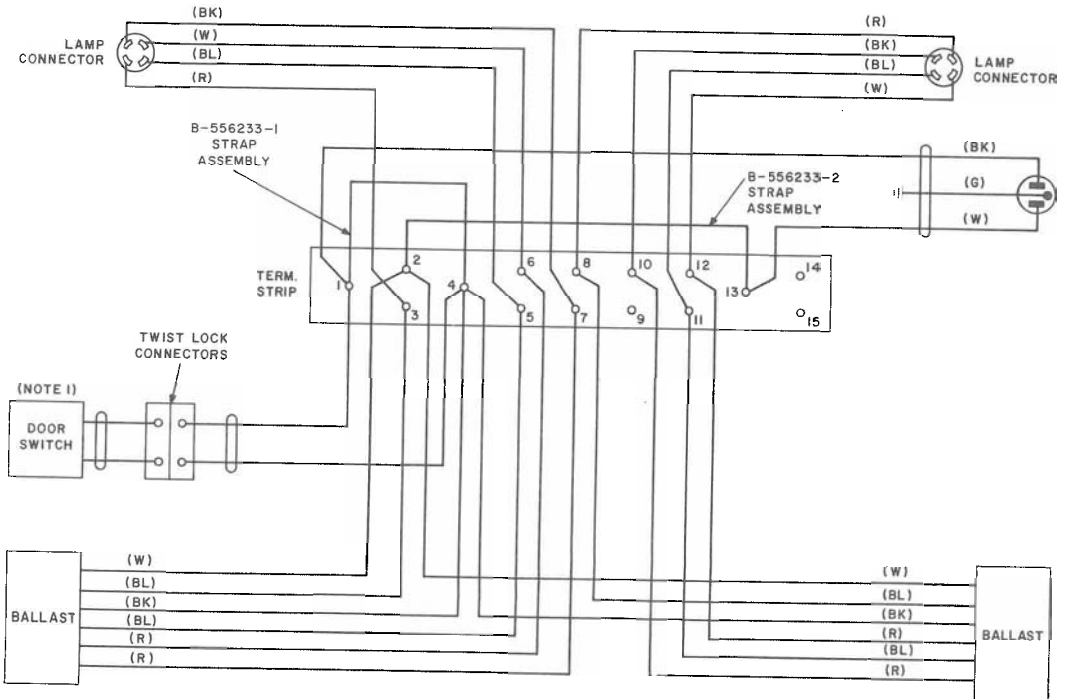 (BK)
(W)
(BL)
(R)
LAMP
CONNECTOR
(R)
(BK)
(BL)
(W)
LAMP
CONNECTOR
B-556233-1
STRAP
ASSEMBLY
B-556233-2
STRAP
ASSEMBLY
(BK)
(G)
(W)
TERM.
STRIP
1
2
3
4
5
6
7
8
9
10
11
12
13
14
15
TWIST LOCK
CONNECTORS
(NOTE 1)
DOOR
SWITCH
BALLAST
(W)
(BL)
(BK)
(BL)
(R)
(R)
(W)
(BL)
(BK)
(R)
(BL)
(R)
BALLAST